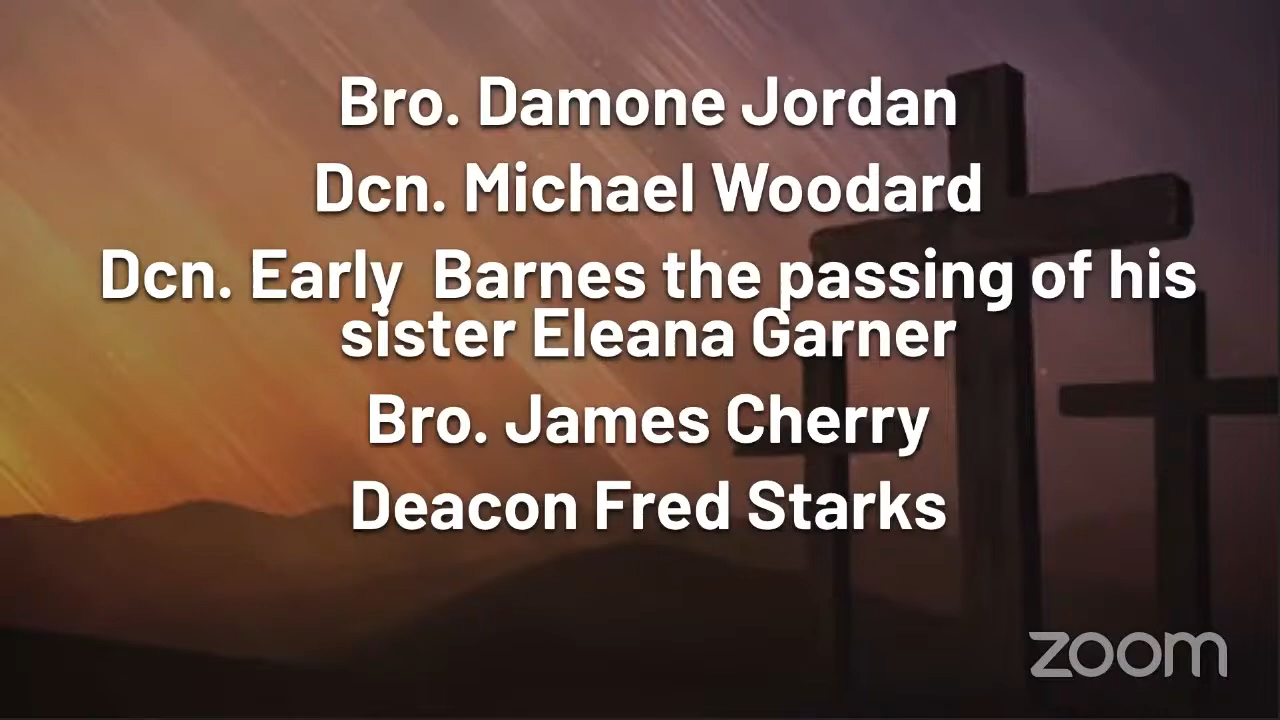 Bro. Damone Jordan
Dcn. Michael Woodard
Dcn. Early  Barnes the passing of his
sister Eleana Garner
Bro. James Cherry
Deacon Fred Starks
zoom